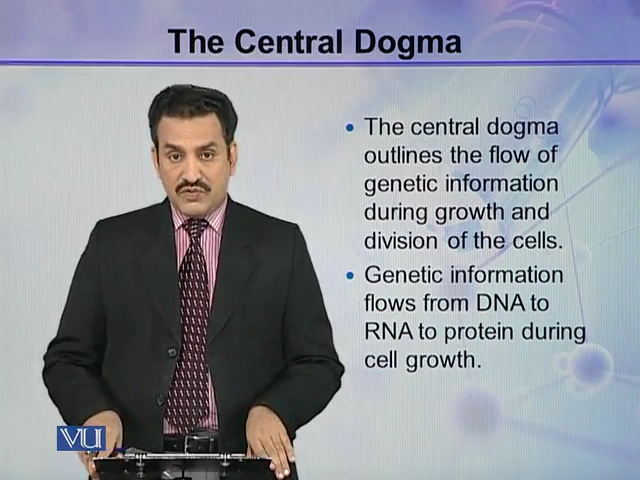 The Central Dogma
• The central dogma
outlines the flow of
genetic information
during growth and
division of the cells.
• Genetic information
flows from DNA to
RNA to protein during
cell growth.
VU